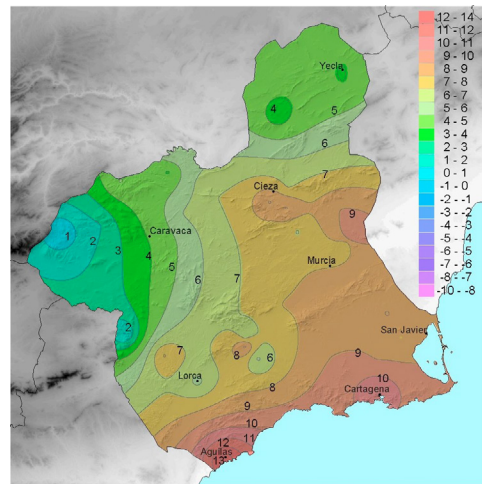 12 - 14
11 - 12
10 - 11
9 - 10
8 - 9
7 - 8
6 - 7
5 - 6
4 - 5
3 - 4
2 - 3
1 - 2
0 - 1
-1 - 0
-2 - -1
-3 - -2
-4 - -3
-5 - -4
-6 - -5
-7 - -6
-8 - -7
-10 - -8
Yecla
4
5
6
7
Cieza
9
1
2
3
4
Caravaca
5
6
7
Murcia
2
San Javier
7
8
6
9
Lorca
8
10
Cartagena
9
10
12
11
Aguilas
13